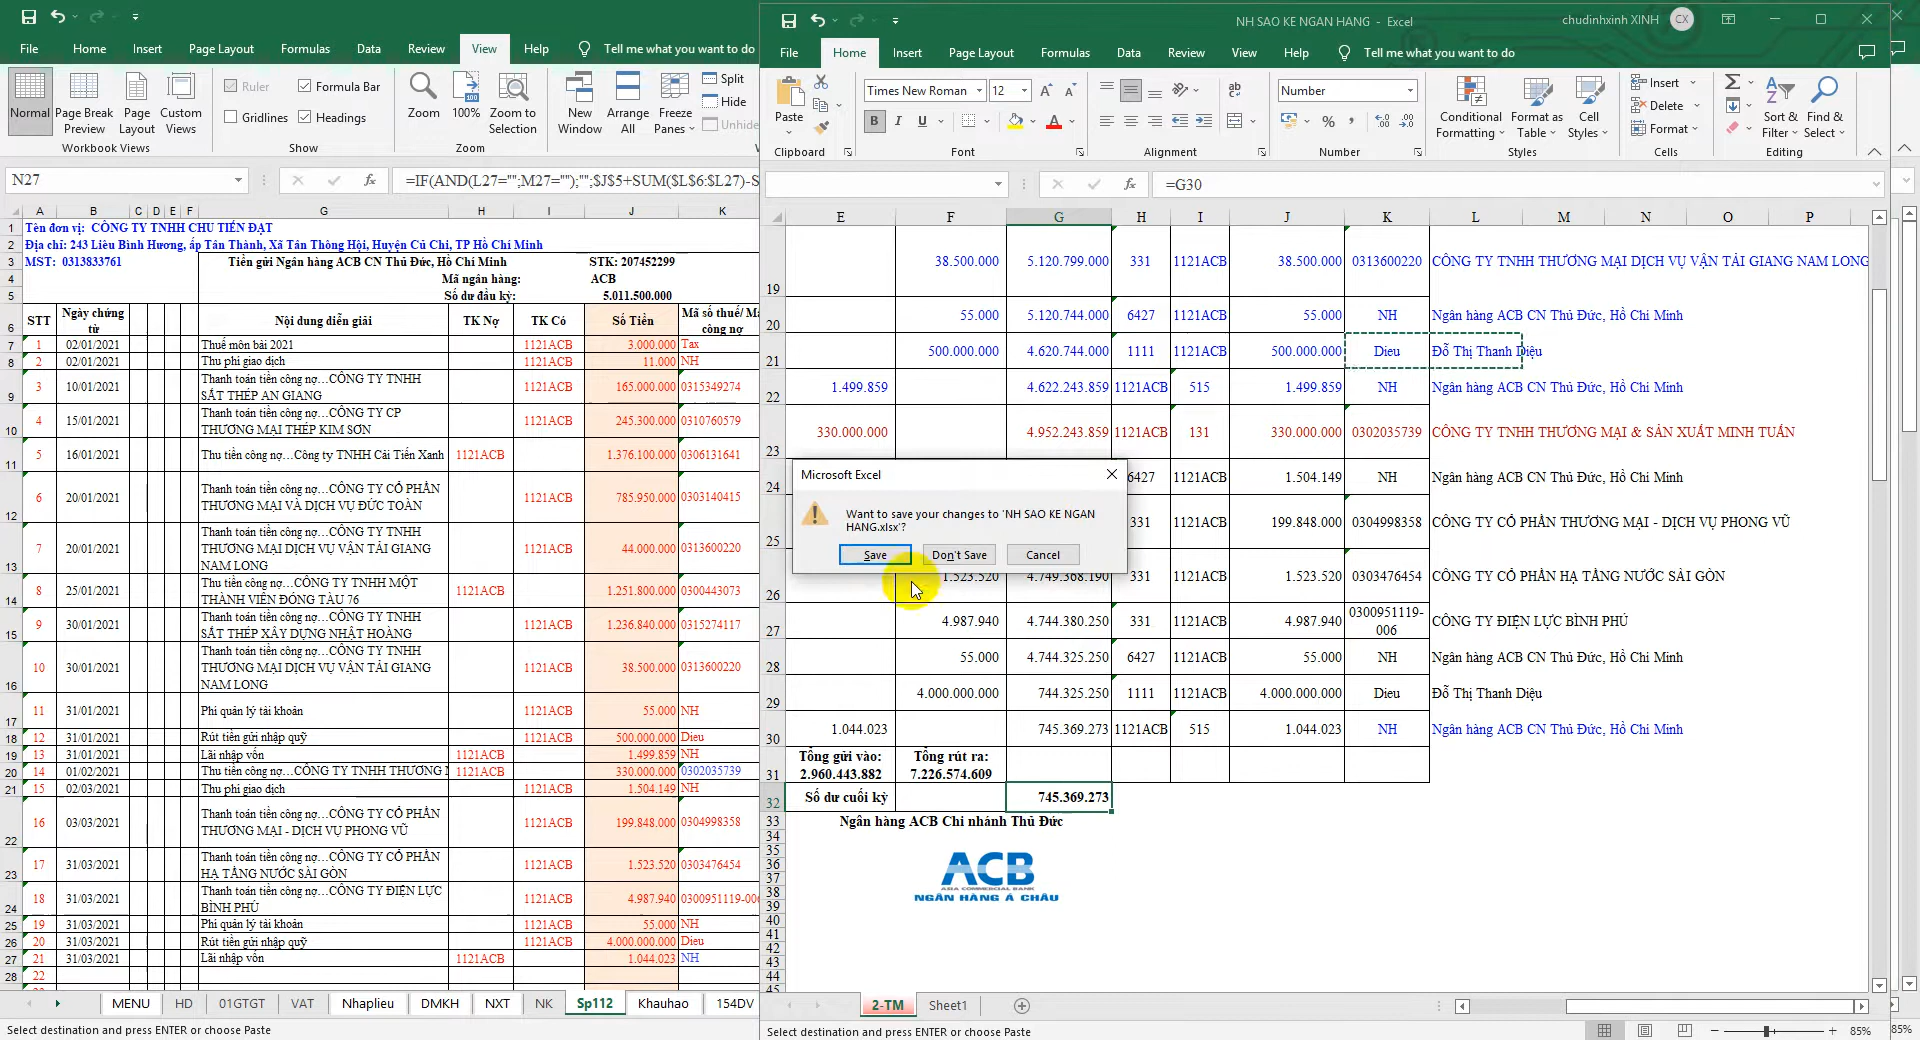 File Home Insert Page Layout Formulas Data Review View Help Tell me what you want to do
Normal Page Break Preview Page Layout Custom Views
Ruler Formula Bar
Gridlines Headings
Zoom 100% Zoom to Selection New Window Arrange All Freeze Panes
Split
Hide
Unhide
Workbook Views Show Zoom
N27 =IF(AND(L27="";M27="");"";$J$5+SUM($L$6:$L27)-S
A B C D E F G H I J K
1 Tên đơn vị: CÔNG TY TNHH CHU TIẾN ĐẠT
2 Địa chỉ: 243 Liêu Bình Hương, ấp Tân Thành, Xã Tân Thông Hội, Huyện Củ Chi, TP Hồ Chí Minh
3 MST: 0313833761 Tiền gửi Ngân hàng ACB CN Thủ Đức, Hồ Chí Minh STK: 207452299
4 Mã ngân hàng: ACB
5 Số dư đầu kỳ: 5.011.500.000
6 STT Ngày chứng từ Nội dung diễn giải TK Nợ TK Có Số Tiền Mã số thuế/ Mã công nợ
7 1 02/01/2021 Thuế môn bài 2021 1121ACB 3.000.000 Tax
8 2 02/01/2021 Thu phí giao dịch 1121ACB 11.000 NH
9 3 10/01/2021 Thanh toán tiền công nợ…CÔNG TY TNHH SẮT THÉP AN GIANG 1121ACB 165.000.000 0315349274
10 4 15/01/2021 Thanh toán tiền công nợ…CÔNG TY CP THƯƠNG MẠI THÉP KIM SƠN 1121ACB 245.300.000 0310760579
11 5 16/01/2021 Thu tiền công nợ…Công ty TNHH Cải Tiến Xanh 1121ACB 1.376.100.000 0306131641
12 6 20/01/2021 Thanh toán tiền công nợ…CÔNG TY CỔ PHẦN THƯƠNG MẠI VÀ DỊCH VỤ ĐỨC TOÀN 1121ACB 785.950.000 0303140415
13 7 20/01/2021 Thanh toán tiền công nợ…CÔNG TY TNHH THƯƠNG MẠI DỊCH VỤ VẬN TẢI GIANG NAM LONG 1121ACB 44.000.000 0313600220
14 8 25/01/2021 Thu tiền công nợ…CÔNG TY TNHH MỘT THÀNH VIÊN ĐÓNG TÀU 76 1121ACB 1.251.800.000 0300443073
15 9 30/01/2021 Thanh toán tiền công nợ…CÔNG TY TNHH SẮT THÉP XÂY DỰNG NHẬT HOÀNG 1121ACB 1.236.840.000 0315274117
16 10 30/01/2021 Thanh toán tiền công nợ…CÔNG TY TNHH THƯƠNG MẠI DỊCH VỤ VẬN TẢI GIANG NAM LONG 1121ACB 38.500.000 0313600220
17 11 31/01/2021 Phí quản lý tài khoản 1121ACB 55.000 NH
18 12 31/01/2021 Rút tiền gửi nhập quỹ 1121ACB 500.000.000 Dieu
19 13 31/01/2021 Lãi nhập vốn 1121ACB 1.499.859 NH
20 14 01/02/2021 Thu tiền công nợ…CÔNG TY TNHH THƯƠNG M 1121ACB 330.000.000 0302035739
21 15 02/03/2021 Thu phí giao dịch 1121ACB 1.504.149 NH
22 16 03/03/2021 Thanh toán tiền công nợ…CÔNG TY CỔ PHẦN THƯƠNG MẠI - DỊCH VỤ PHONG VŨ 1121ACB 199.848.000 0304998358
23 17 31/03/2021 Thanh toán tiền công nợ…CÔNG TY CỔ PHẦN HẠ TẦNG NƯỚC SÀI GÒN 1121ACB 1.523.520 0303476454
24 18 31/03/2021 Thanh toán tiền công nợ…CÔNG TY ĐIỆN LỰC BÌNH PHÚ 1121ACB 4.987.940 0300951119-006
25 19 31/03/2021 Phí quản lý tài khoản 1121ACB 55.000 NH
26 20 31/03/2021 Rút tiền gửi nhập quỹ 1121ACB 4.000.000.000 Dieu
27 21 31/03/2021 Lãi nhập vốn 1121ACB 1.044.023 NH
28 22
MENU HD 01GTGT VAT Nhaplieu DMKH NXT NK Sp112 Khauhao 154DV
Select destination and press ENTER or choose Paste
NH SAO KE NGAN HANG - Excel chudinhxinh XINH CX
File Home Insert Page Layout Formulas Data Review View Help Tell me what you want to do
Paste Times New Roman 12 Number
B I U
Conditional Formatting Format as Table Cell Styles
Insert
Delete
Format
Sort & Filter Find & Select
Clipboard Font Alignment Number Styles Cells Editing
=G30
E F G H I J K L M N O P
19 38.500.000 5.120.799.000 331 1121ACB 38.500.000 0313600220 CÔNG TY TNHH THƯƠNG MẠI DỊCH VỤ VẬN TẢI GIANG NAM LONG
20 55.000 5.120.744.000 6427 1121ACB 55.000 NH Ngân hàng ACB CN Thủ Đức, Hồ Chí Minh
21 500.000.000 4.620.744.000 1111 1121ACB 500.000.000 Dieu Đỗ Thị Thanh Diệu
22 1.499.859 4.622.243.859 1121ACB 515 1.499.859 NH Ngân hàng ACB CN Thủ Đức, Hồ Chí Minh
23 330.000.000 4.952.243.859 1121ACB 131 330.000.000 0302035739 CÔNG TY TNHH THƯƠNG MẠI & SẢN XUẤT MINH TUẤN
24 6427 1121ACB 1.504.149 NH Ngân hàng ACB CN Thủ Đức, Hồ Chí Minh
25 331 1121ACB 199.848.000 0304998358 CÔNG TY CỔ PHẦN THƯƠNG MẠI - DỊCH VỤ PHONG VŨ
26 1.523.520 4.749.368.190 331 1121ACB 1.523.520 0303476454 CÔNG TY CỔ PHẦN HẠ TẦNG NƯỚC SÀI GÒN
27 4.987.940 4.744.380.250 331 1121ACB 4.987.940 0300951119-006 CÔNG TY ĐIỆN LỰC BÌNH PHÚ
28 55.000 4.744.325.250 6427 1121ACB 55.000 NH Ngân hàng ACB CN Thủ Đức, Hồ Chí Minh
29 4.000.000.000 744.325.250 1111 1121ACB 4.000.000.000 Dieu Đỗ Thị Thanh Diệu
30 1.044.023 745.369.273 1121ACB 515 1.044.023 NH Ngân hàng ACB CN Thủ Đức, Hồ Chí Minh
31 Tổng gửi vào: 2.960.443.882 Tổng rút ra: 7.226.574.609
32 Số dư cuối kỳ 745.369.273
33 Ngân hàng ACB Chi nhánh Thủ Đức
34
35
36 ACB
37
38 ASIA COMMERCIAL BANK
39 NGÂN HÀNG Á CHÂU
40
41
42
43
44
45
Microsoft Excel
Want to save your changes to 'NH SAO KE NGAN
HANG.xlsx'?
Save Don't Save Cancel
2-TM Sheet1
Select destination and press ENTER or choose Paste 85% 85%